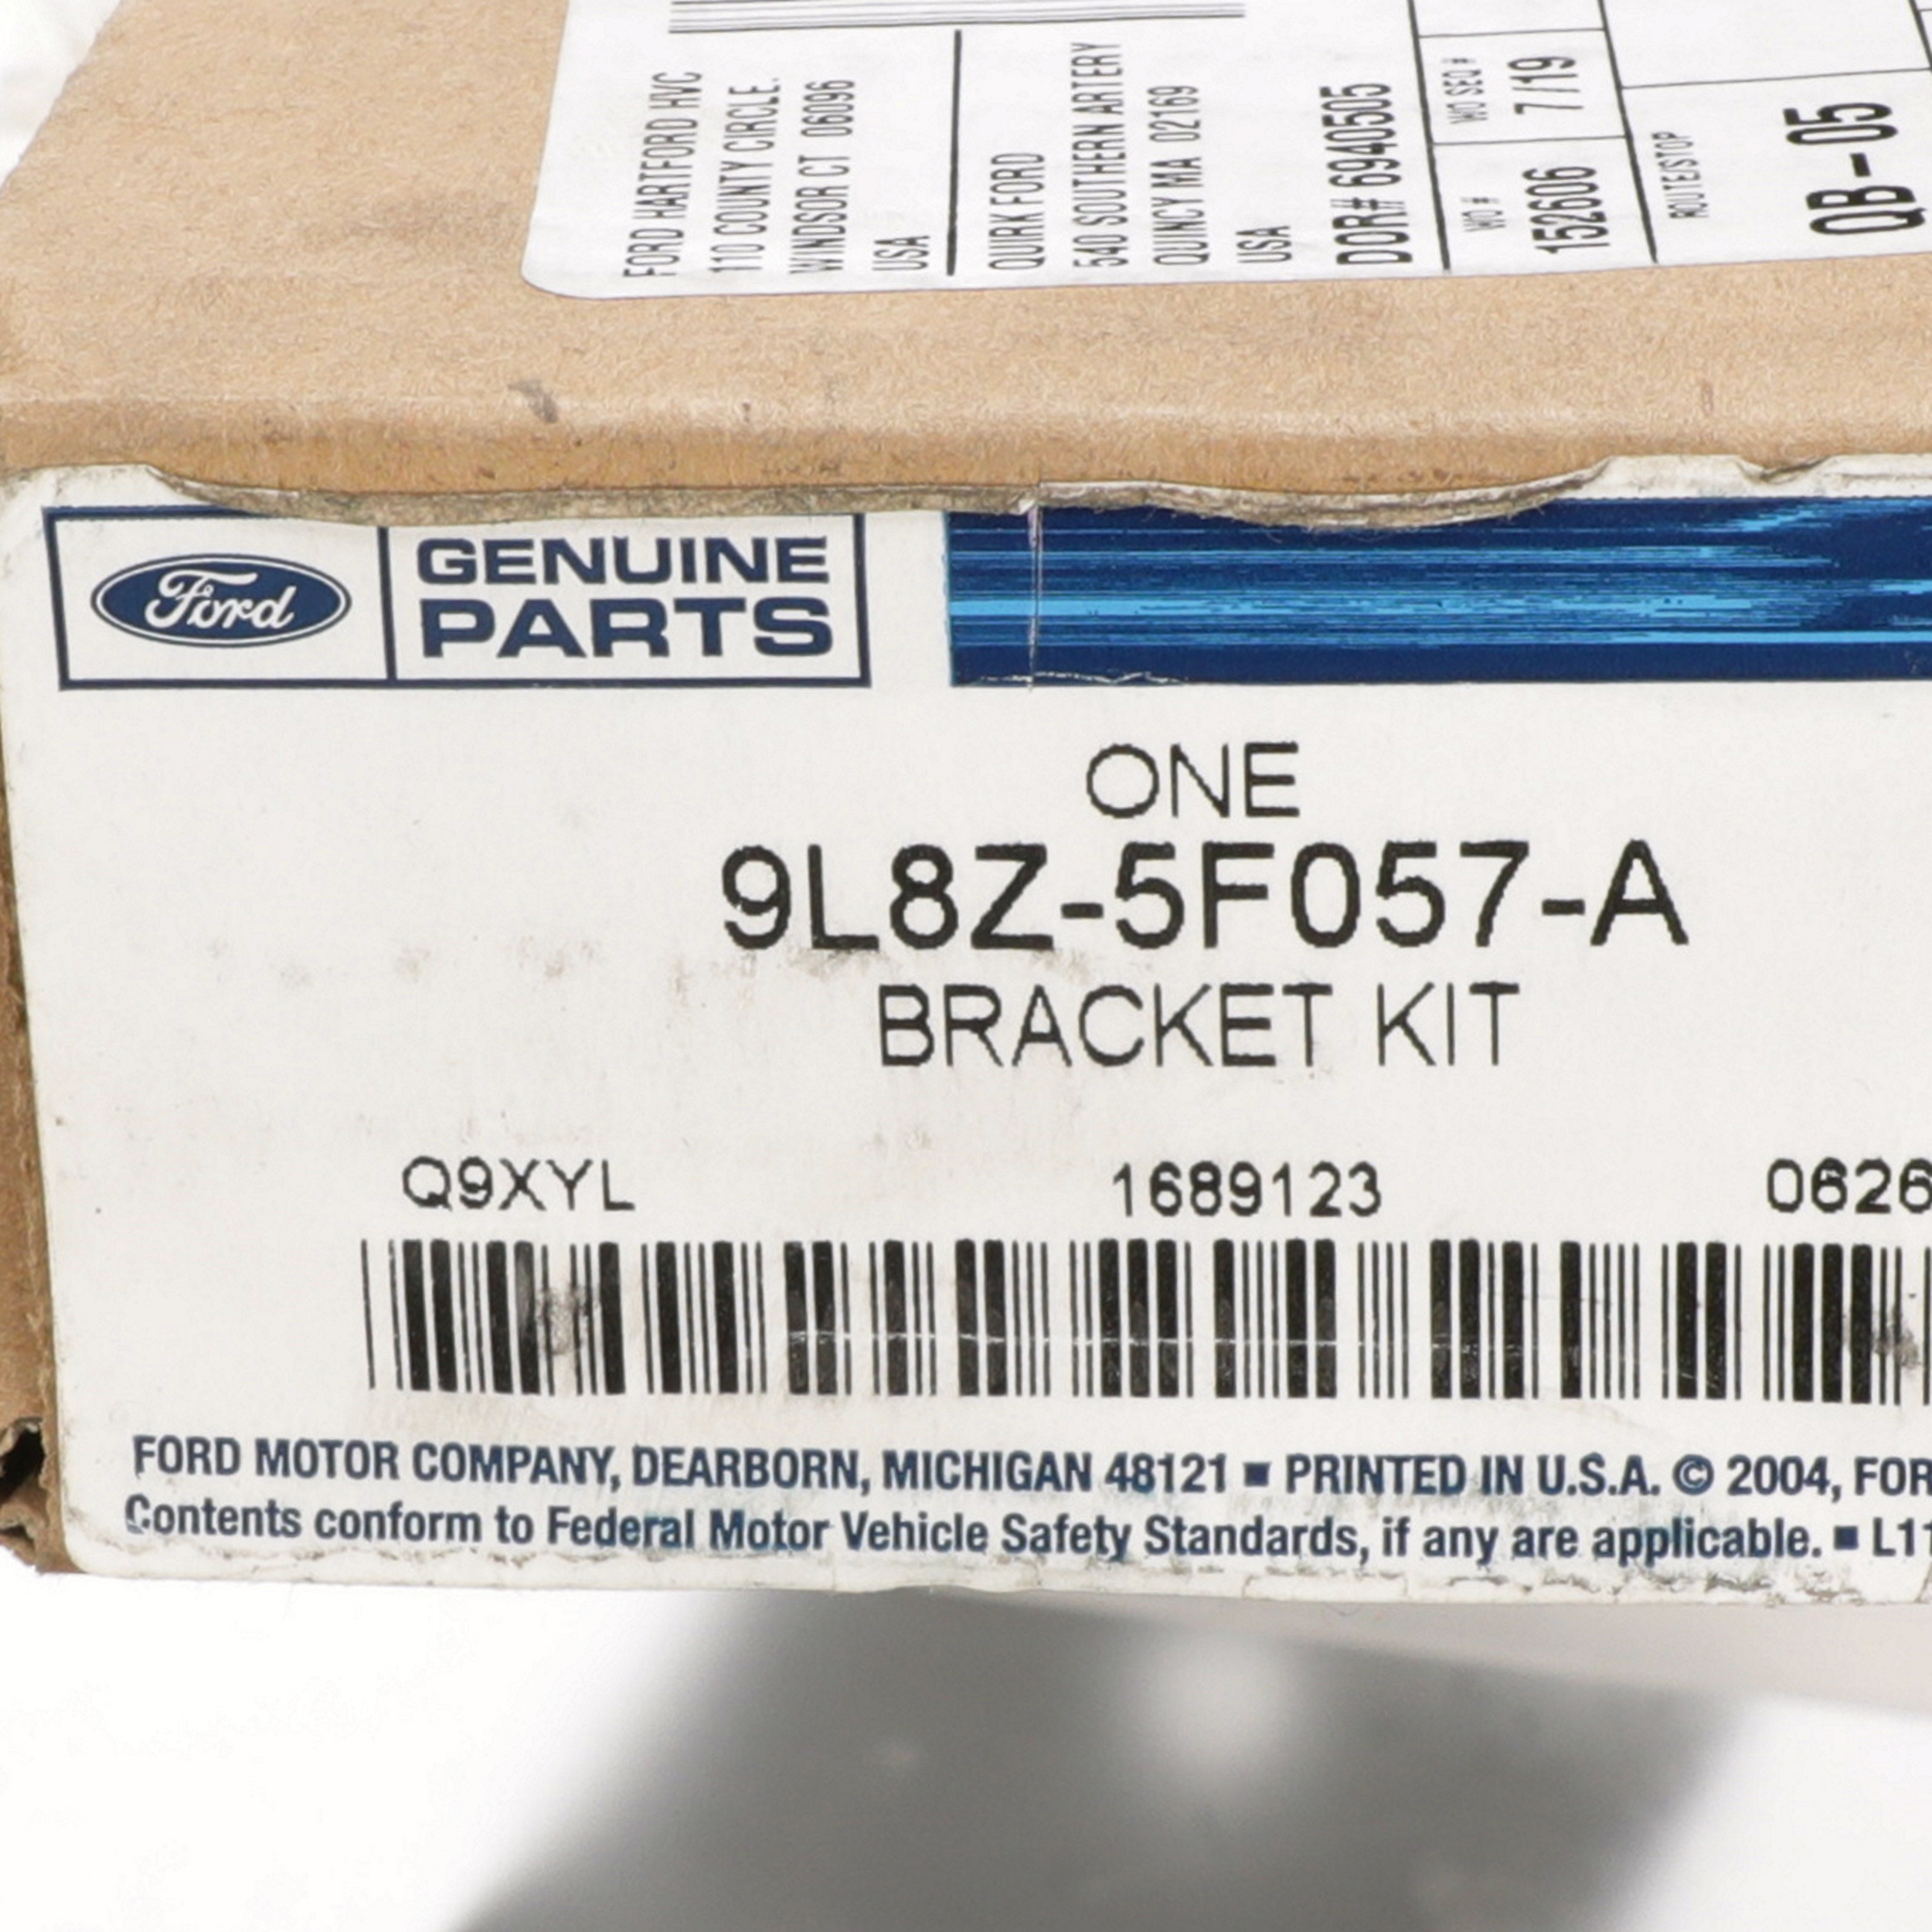 FORD HARTFORD HVC
110 COUNTY CIRCLE.
WINDSOR CT 06096
USA
QUIRK FORD
540 SOUTHERN ARTERY
QUINCY MA 02169
USA
DOR# 6940505
WO SEQ #
7/19
WO #
152606
ROUTE/STOP
QB-05
Ford
GENUINE
PARTS
ONE
9L8Z-5F057-A
BRACKET KIT
Q9XYL 1689123 0626
FORD MOTOR COMPANY, DEARBORN, MICHIGAN 48121 ■ PRINTED IN U.S.A. © 2004, FOR
Contents conform to Federal Motor Vehicle Safety Standards, if any are applicable. ■ L11